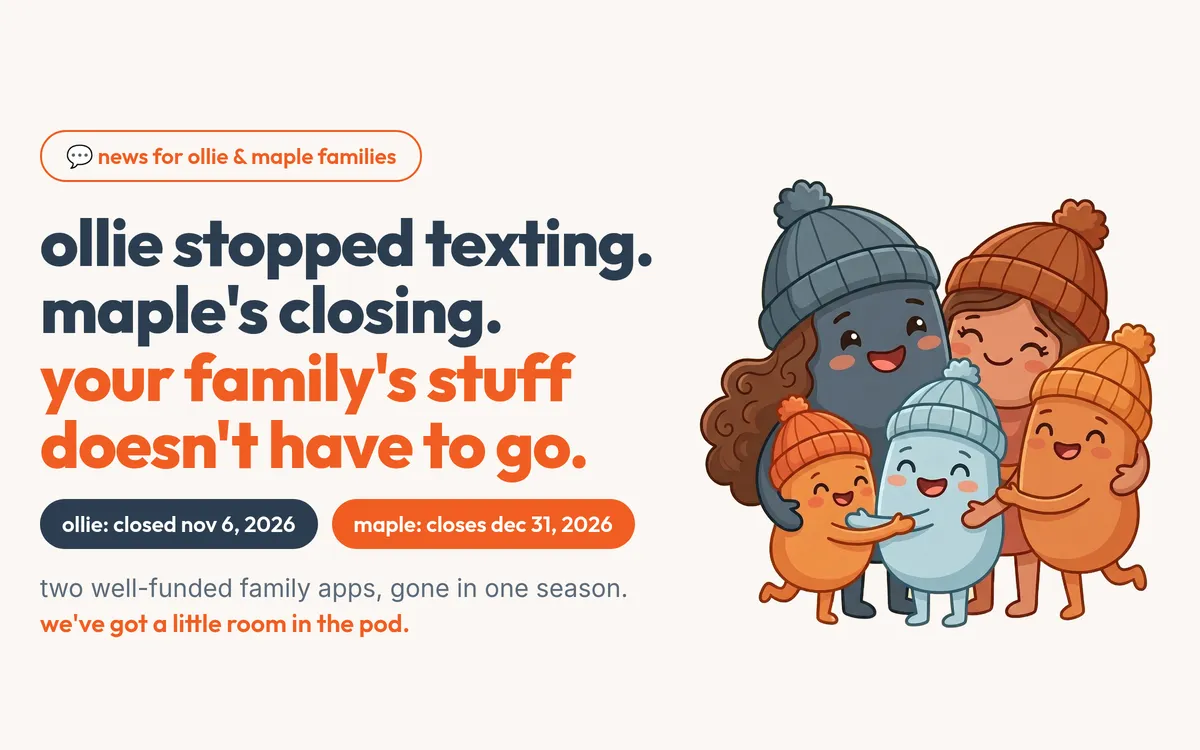 💬 news for ollie & maple families
ollie stopped texting.
maple's closing.
your family's stuff
doesn't have to go.
ollie: closed nov 6, 2026
maple: closes dec 31, 2026
two well-funded family apps, gone in one season.
we've got a little room in the pod.